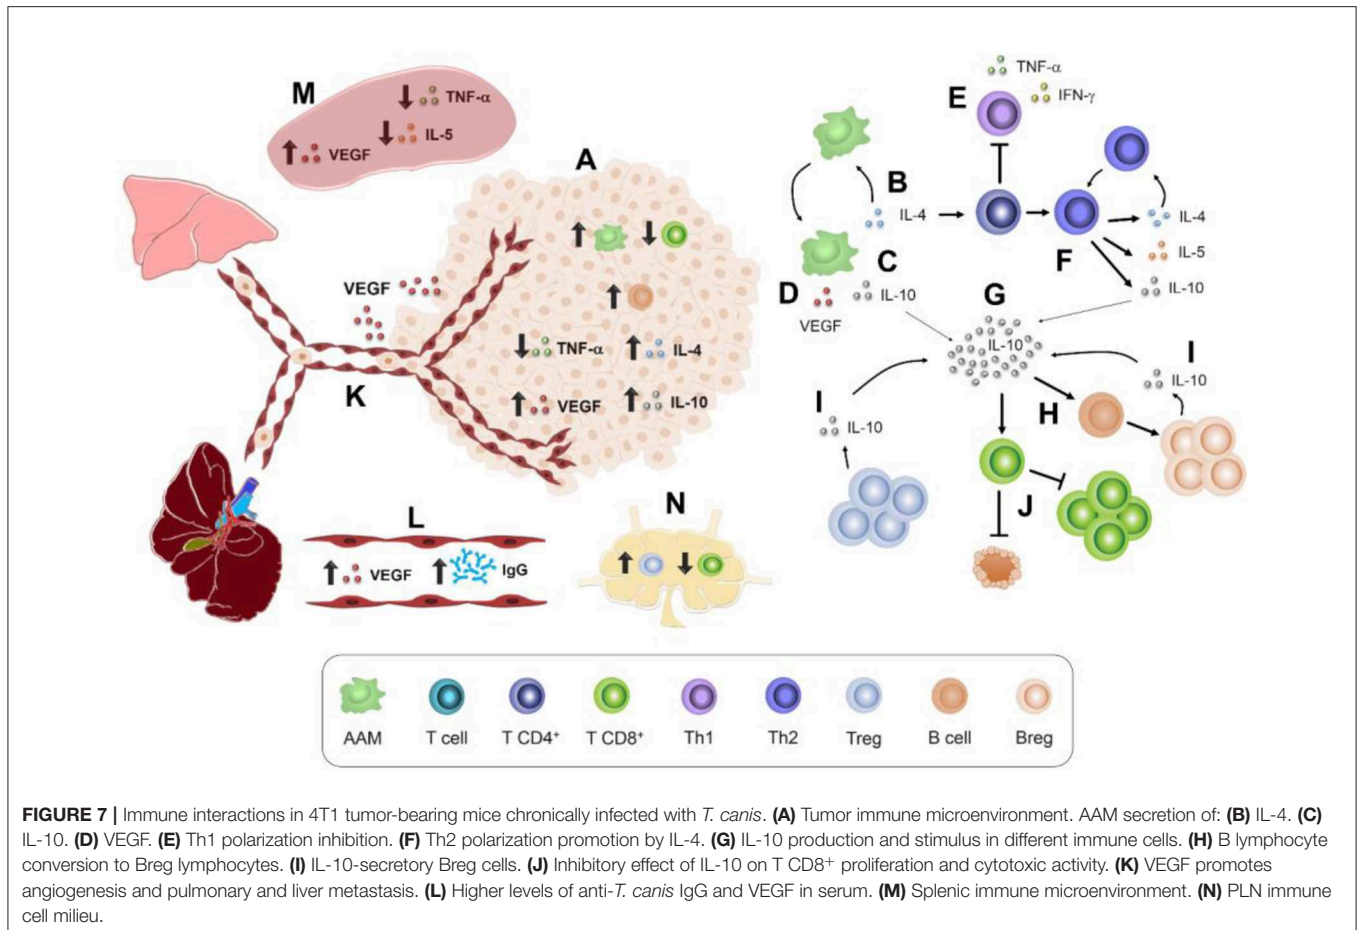 M
TNF-α
IL-5
VEGF
A
VEGF
TNF-α
IL-4
VEGF
IL-10
K
L
VEGF
IgG
N
E
TNF-α
IFN-γ
B
IL-4
IL-4
IL-5
F
IL-10
C
D
IL-10
VEGF
G
IL-10
I
IL-10
I
IL-10
H
J
AAM
T cell
T CD4⁺
T CD8⁺
Th1
Th2
Treg
B cell
Breg
FIGURE 7 | Immune interactions in 4T1 tumor-bearing mice chronically infected with T. canis. (A) Tumor immune microenvironment. AAM secretion of: (B) IL-4. (C)
IL-10. (D) VEGF. (E) Th1 polarization inhibition. (F) Th2 polarization promotion by IL-4. (G) IL-10 production and stimulus in different immune cells. (H) B lymphocyte
conversion to Breg lymphocytes. (I) IL-10-secretory Breg cells. (J) Inhibitory effect of IL-10 on T CD8⁺ proliferation and cytotoxic activity. (K) VEGF promotes
angiogenesis and pulmonary and liver metastasis. (L) Higher levels of anti-T. canis IgG and VEGF in serum. (M) Splenic immune microenvironment. (N) PLN immune
cell milieu.